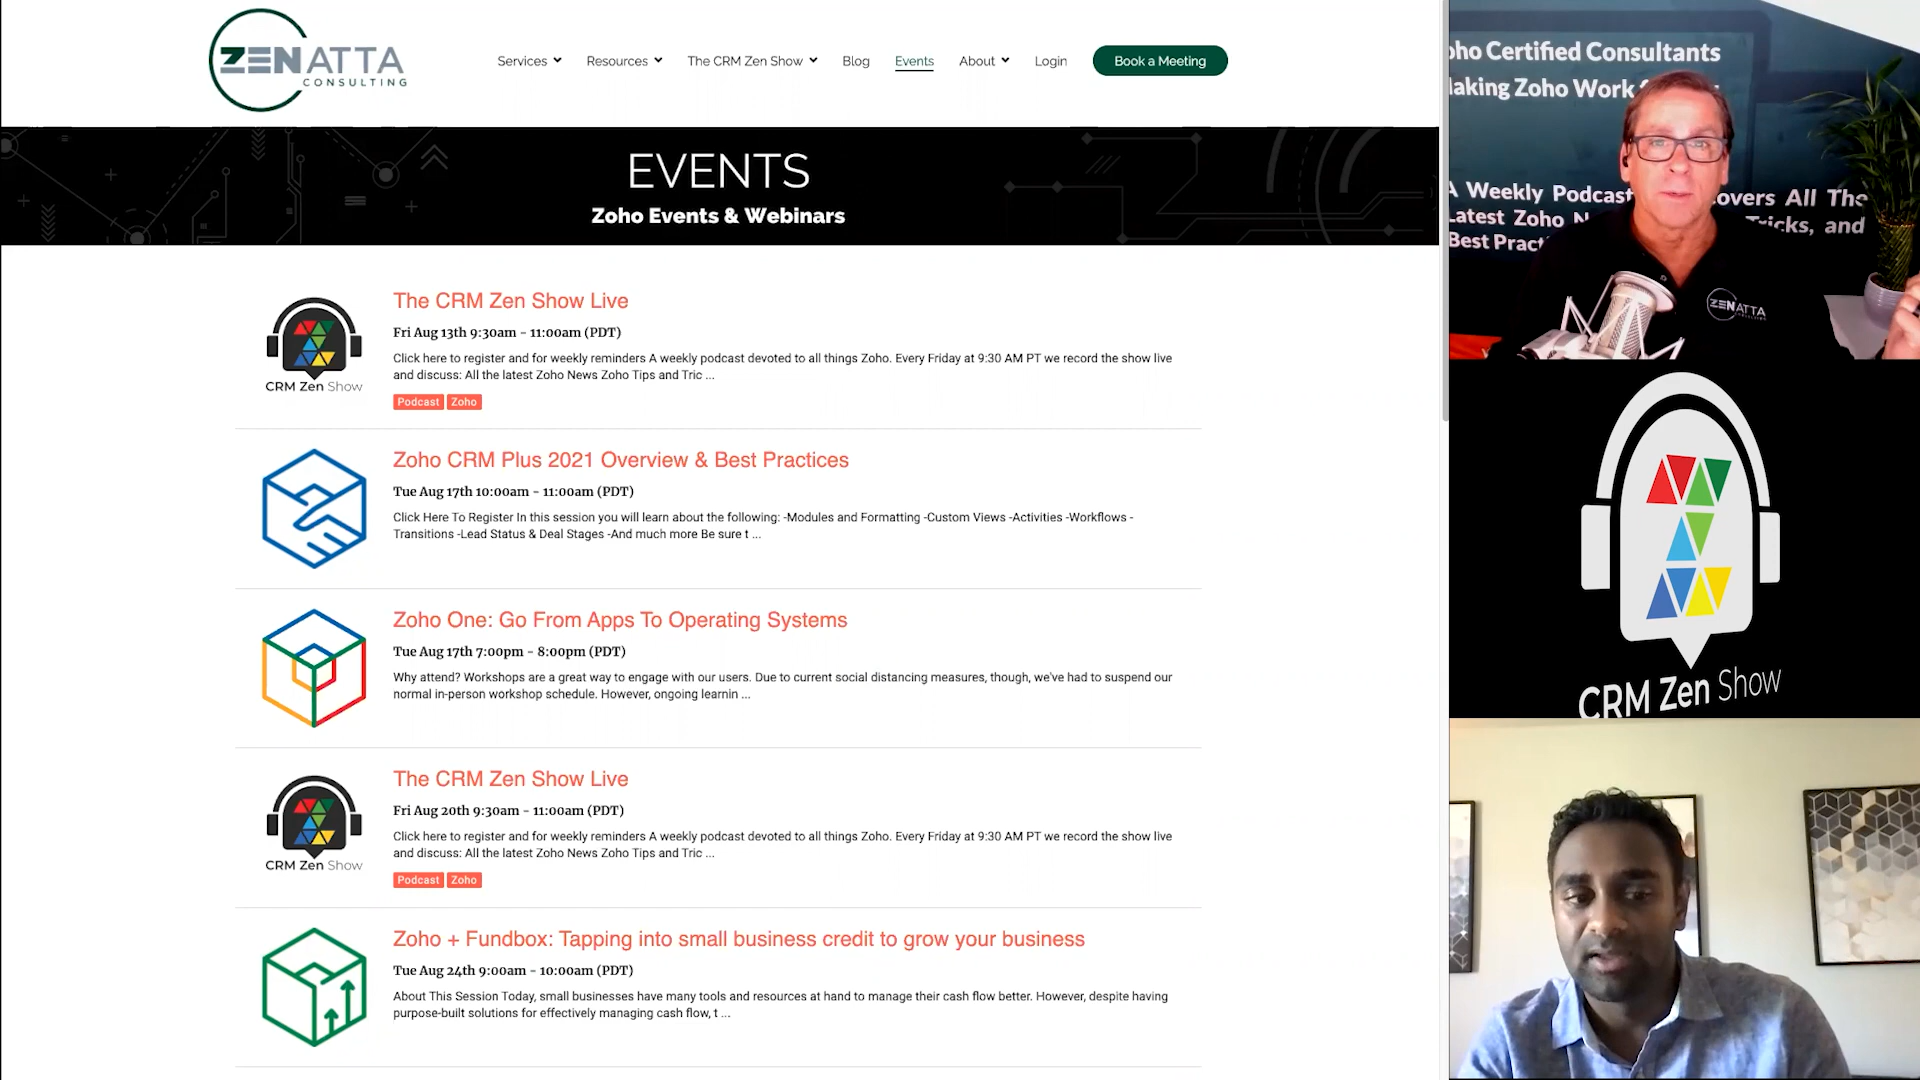 ZENATTA
CONSULTING
Services
Resources
The CRM Zen Show
Blog
Events
About
Login
Book a Meeting
EVENTS
Zoho Events & Webinars
The CRM Zen Show Live
Fri Aug 13th 9:30am - 11:00am (PDT)
Click here to register and for weekly reminders A weekly podcast devoted to all things Zoho. Every Friday at 9:30 AM PT we record the show live
and discuss: All the latest Zoho News Zoho Tips and Tric ...
Podcast Zoho
CRM Zen Show
Zoho CRM Plus 2021 Overview & Best Practices
Tue Aug 17th 10:00am - 11:00am (PDT)
Click Here To Register In this session you will learn about the following: -Modules and Formatting -Custom Views -Activities -Workflows -
Transitions -Lead Status & Deal Stages -And much more Be sure t ...
Zoho One: Go From Apps To Operating Systems
Tue Aug 17th 7:00pm - 8:00pm (PDT)
Why attend? Workshops are a great way to engage with our users. Due to current social distancing measures, though, we've had to suspend our
normal in-person workshop schedule. However, ongoing learnin ...
The CRM Zen Show Live
Fri Aug 20th 9:30am - 11:00am (PDT)
Click here to register and for weekly reminders A weekly podcast devoted to all things Zoho. Every Friday at 9:30 AM PT we record the show live
and discuss: All the latest Zoho News Zoho Tips and Tric ...
Podcast Zoho
CRM Zen Show
Zoho + Fundbox: Tapping into small business credit to grow your business
Tue Aug 24th 9:00am - 10:00am (PDT)
About This Session Today, small businesses have many tools and resources at hand to manage their cash flow better. However, despite having
purpose-built solutions for effectively managing cash flow, t ...
oho Certified Consultants
aking Zoho Work
A Weekly Podcast overs All The
Latest Zoho N icks, and
Best Pract
ZENATTA
CONSULTING
CRM Zen Show